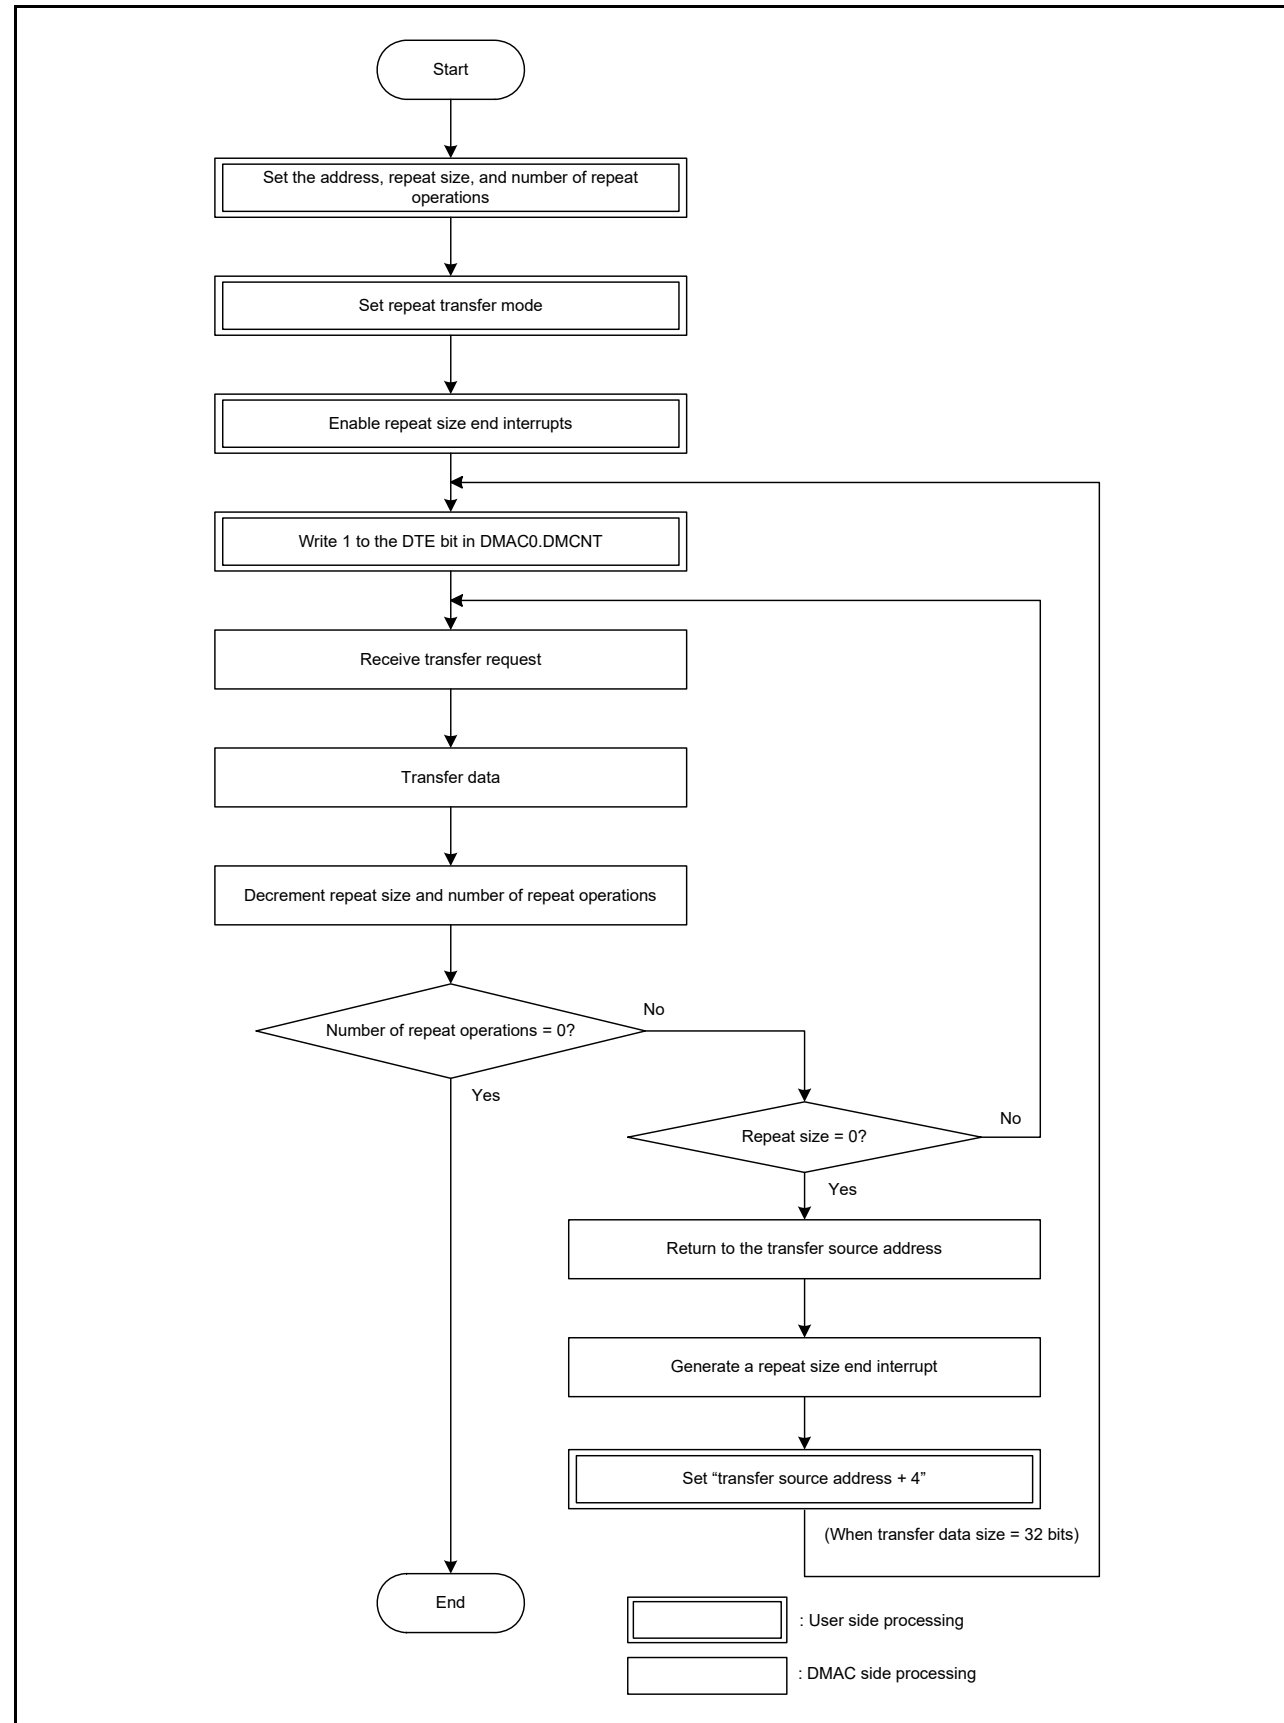 Start
Set the address, repeat size, and number of repeat
operations
Set repeat transfer mode
Enable repeat size end interrupts
Write 1 to the DTE bit in DMAC0.DMCNT
Receive transfer request
Transfer data
Decrement repeat size and number of repeat operations
Number of repeat operations = 0?
No
Yes
Repeat size = 0?
No
Yes
Return to the transfer source address
Generate a repeat size end interrupt
Set “transfer source address + 4”
(When transfer data size = 32 bits)
End
: User side processing
: DMAC side processing